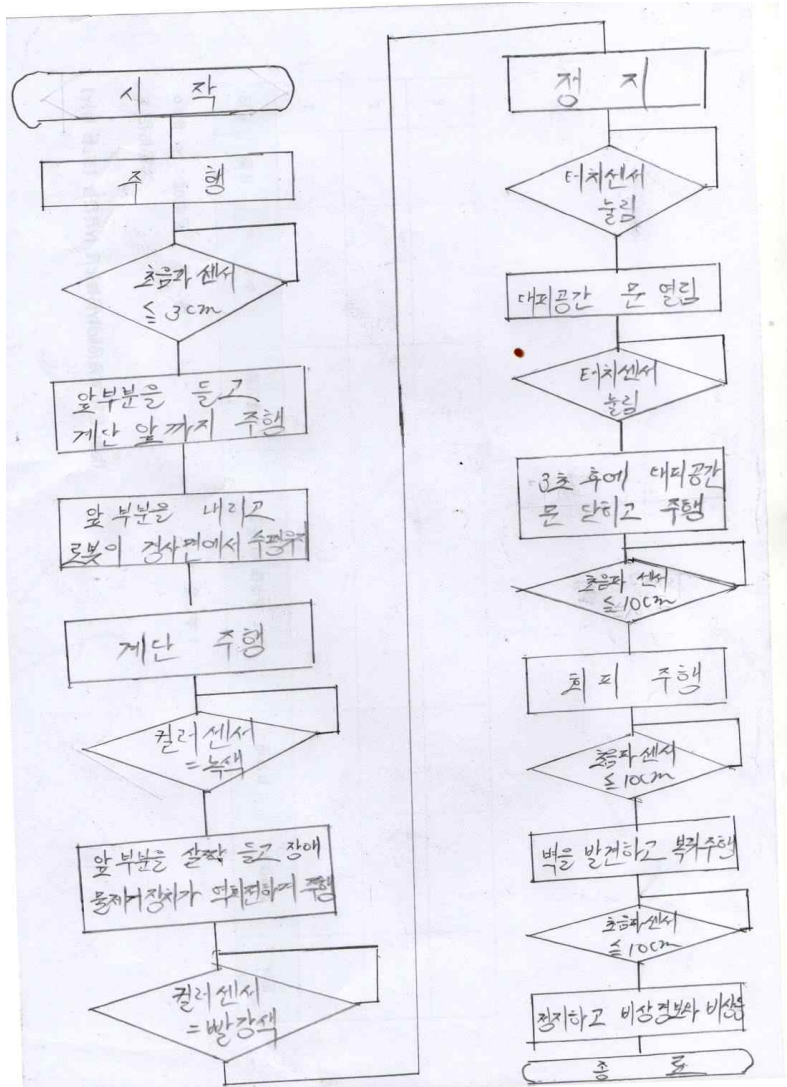 시 작
주 행
초음파 센서
≤ 3cm
앞부분을 들고
계단 앞까지 주행
앞 부분을 내리고
로봇이 경사면에서 수평유지
계단 주행
컬러센서
=녹색
앞 부분을 살짝 들고 장애
물제거장치가 역회전하며 주행
컬러센서
=빨강색
정 지
터치센서
눌림
대피공간 문 열림
터치센서
눌림
3초 후에 대피공간
문 닫히고 주행
초음파 센서
≤10cm
회 피 주행
초음파 센서
≤10cm
벽을 발견하고 복귀주행
초음파센서
≤10cm
정지하고 비상경보와 비상등
종 료